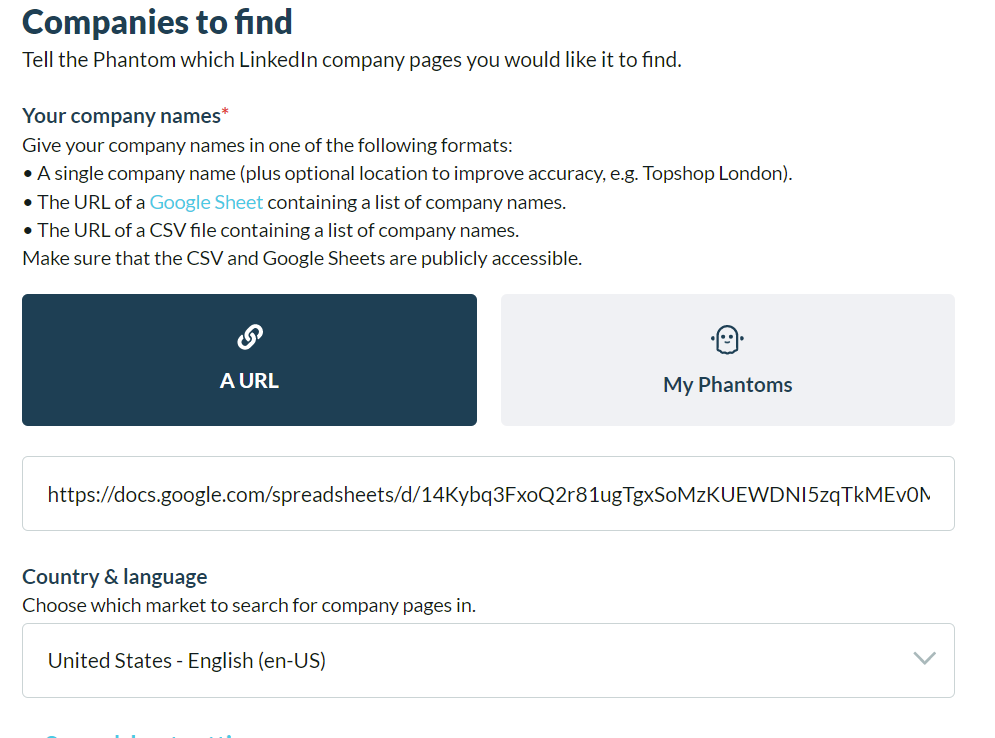 Companies to find
Tell the Phantom which LinkedIn company pages you would like it to find.
Your company names*
Give your company names in one of the following formats:
• A single company name (plus optional location to improve accuracy, e.g. Topshop London).
• The URL of a Google Sheet containing a list of company names.
• The URL of a CSV file containing a list of company names.
Make sure that the CSV and Google Sheets are publicly accessible.
A URL
My Phantoms
https://docs.google.com/spreadsheets/d/14Kybq3FxoQ2r81ugTgxSoMzKUEWDNI5zqTkMEv0
Country & language
Choose which market to search for company pages in.
United States - English (en-US)